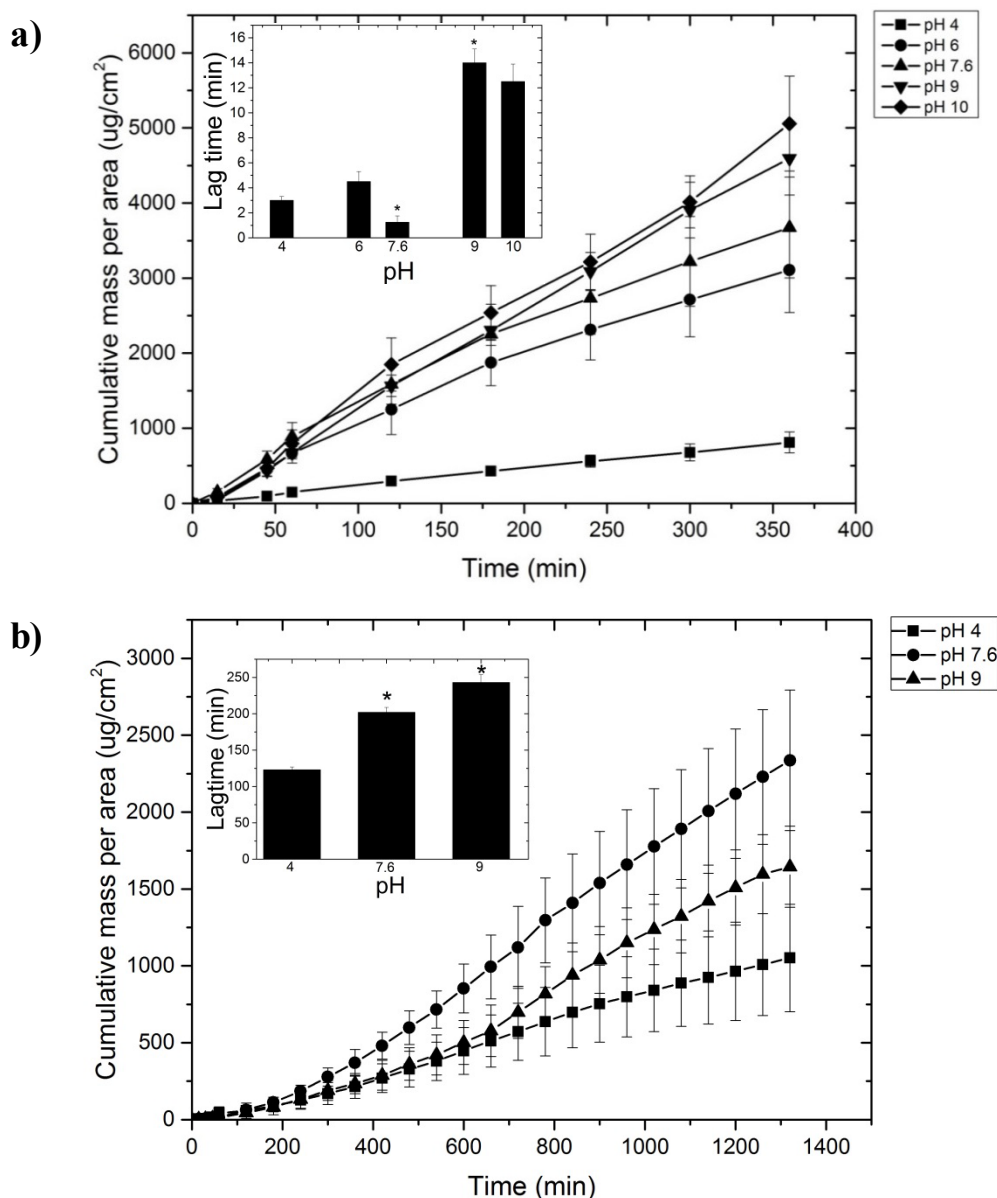 a)
Cumulative mass per area (ug/cm²)
6000
5000
4000
3000
2000
1000
0
0 50 100 150 200 250 300 350 400
Time (min)
Lag time (min)
16
14
12
10
8
6
4
2
0
* * 
4 6 7.6 9 10
pH
pH 4
pH 6
pH 7.6
pH 9
pH 10
b)
Cumulative mass per area (ug/cm²)
3000
2500
2000
1500
1000
500
0
0 200 400 600 800 1000 1200 1400
Time (min)
Lagtime (min)
250
200
150
100
50
0
* *
4 7.6 9
pH
pH 4
pH 7.6
pH 9